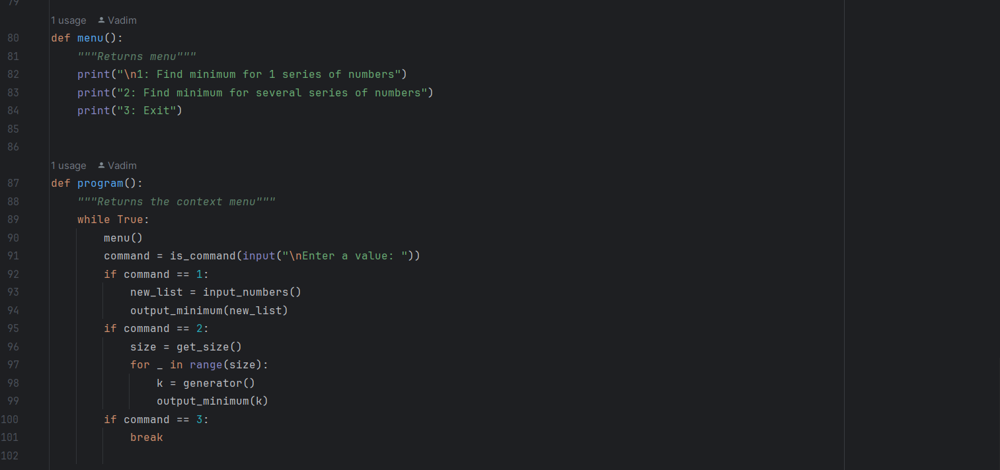 79
1 usage Vadim
80 def menu():
81     """Returns menu"""
82     print("\n1: Find minimum for 1 series of numbers")
83     print("2: Find minimum for several series of numbers")
84     print("3: Exit")
85
86
1 usage Vadim
87 def program():
88     """Returns the context menu"""
89     while True:
90         menu()
91         command = is_command(input("\nEnter a value: "))
92         if command == 1:
93             new_list = input_numbers()
94             output_minimum(new_list)
95         if command == 2:
96             size = get_size()
97             for _ in range(size):
98                 k = generator()
99                 output_minimum(k)
100         if command == 3:
101             break
102